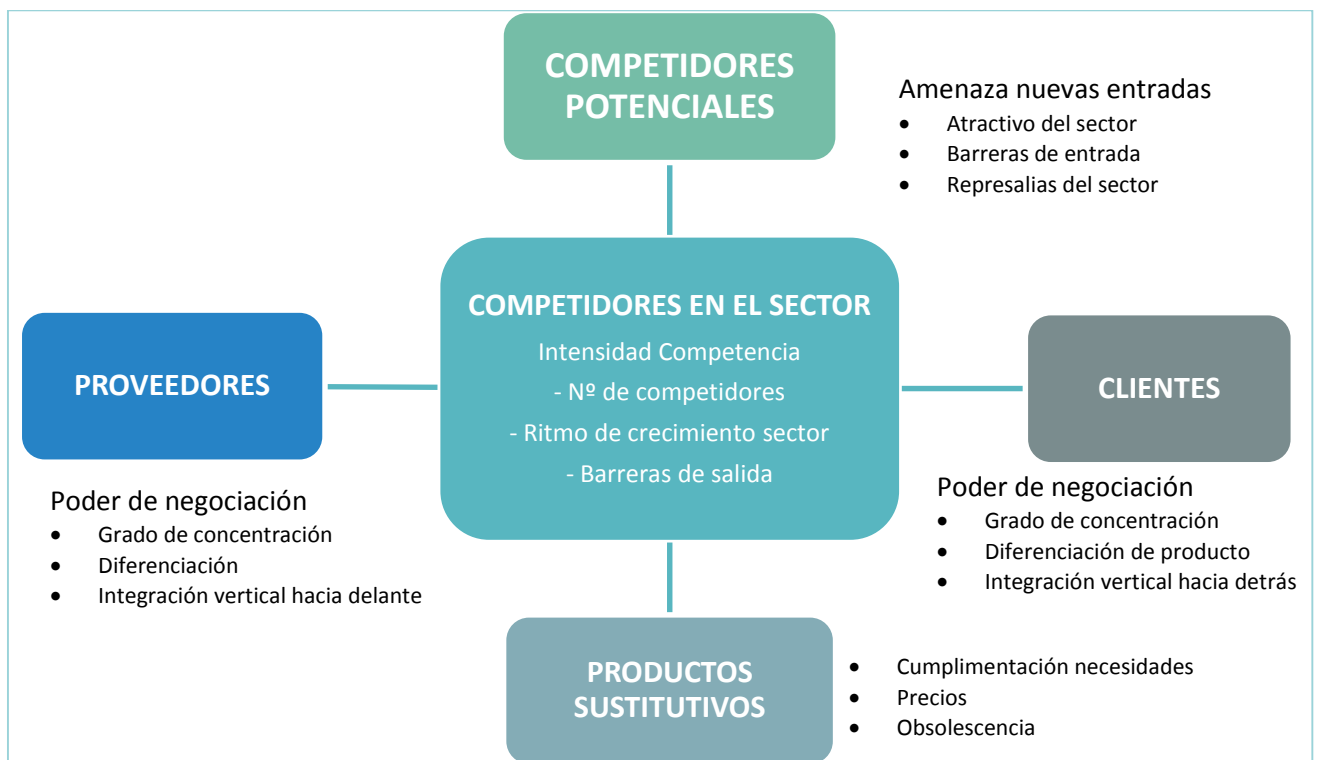 COMPETIDORES
POTENCIALES
Amenaza nuevas entradas
• Atractivo del sector
• Barreras de entrada
• Represalias del sector
COMPETIDORES EN EL SECTOR
Intensidad Competencia
- Nº de competidores
- Ritmo de crecimiento sector
- Barreras de salida
PROVEEDORES
Poder de negociación
• Grado de concentración
• Diferenciación
• Integración vertical hacia delante
CLIENTES
Poder de negociación
• Grado de concentración
• Diferenciación de producto
• Integración vertical hacia detrás
PRODUCTOS
SUSTITUTIVOS
• Cumplimentación necesidades
• Precios
• Obsolescencia